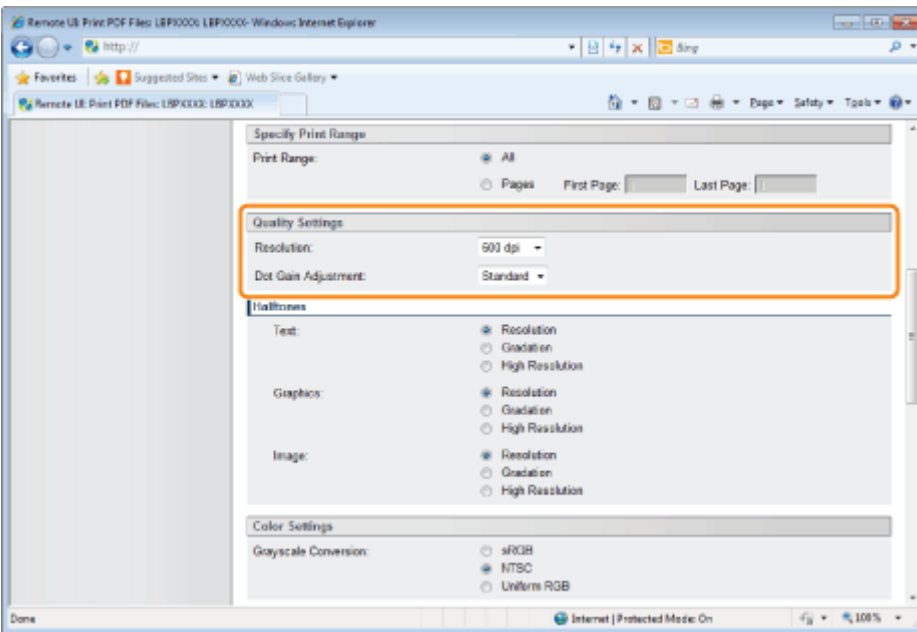 Remote UI: Print PDF Files: LBPXXXX: LBPXXXX- Windows Internet Explorer
http://
Bing
Favorites Suggested Sites Web Slice Gallery
Remote UI: Print PDF Files: LBPXXXX: LBPXXXX
Page Safety Tools
Specify Print Range
Print Range: All
Pages First Page: 1 Last Page: 1
Quality Settings
Resolution: 600 dpi
Dot Gain Adjustment: Standard
Halftones
Text: Resolution
Gradation
High Resolution
Graphics: Resolution
Gradation
High Resolution
Image: Resolution
Gradation
High Resolution
Color Settings
Grayscale Conversion: sRGB
NTSC
Uniform RGB
Done Internet | Protected Mode: On 100%